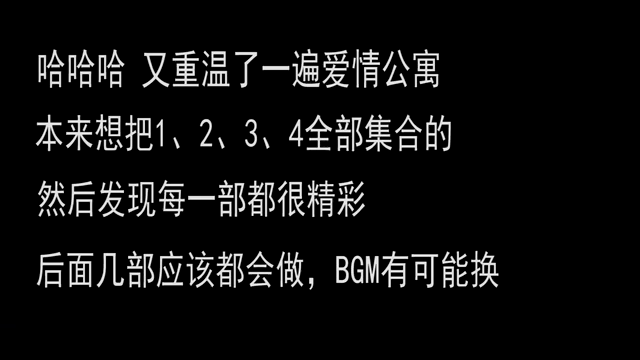 哈哈哈 又重温了一遍爱情公寓
本来想把1、2、3、4全部集合的
然后发现每一部都很精彩
后面几部应该都会做，BGM有可能换